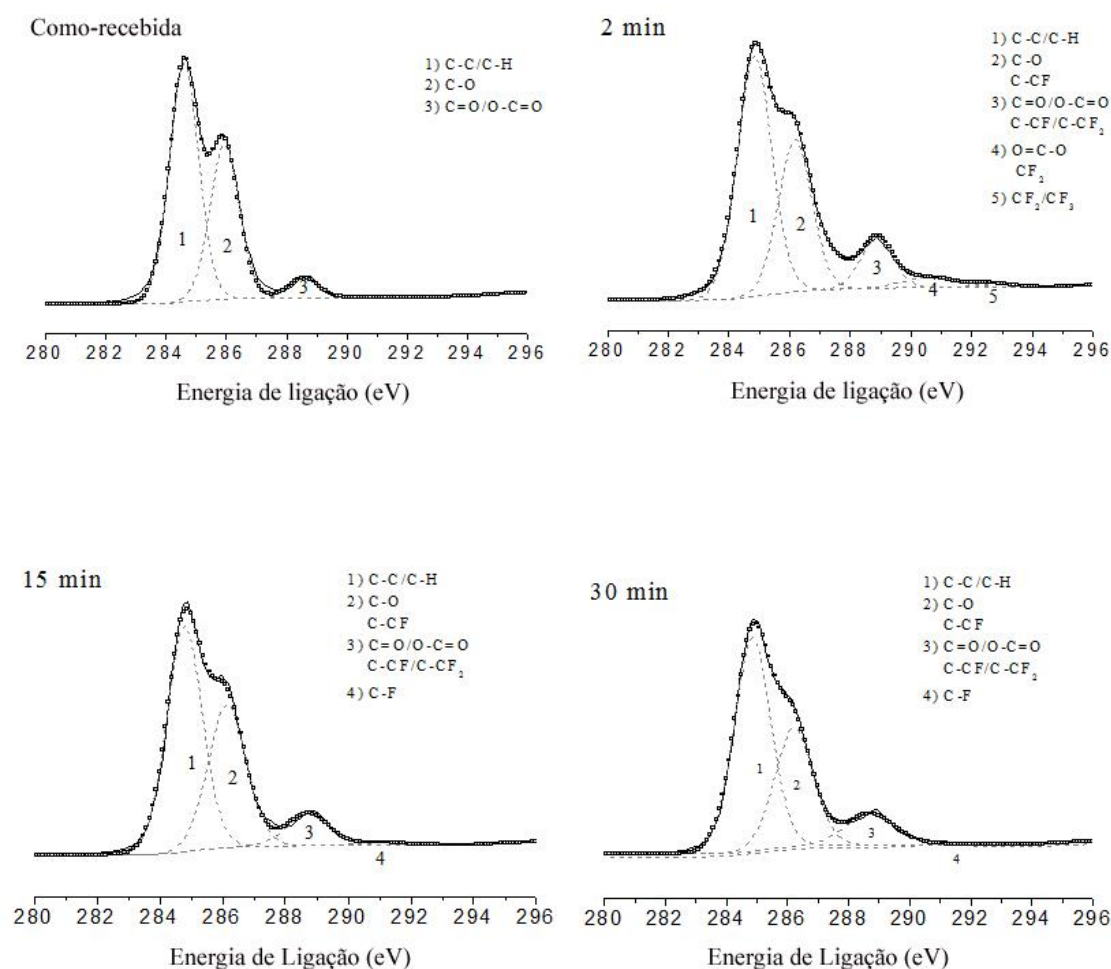 Como-recebida
1) C-C/C-H
2) C-O
3) C=O/O-C=O
1
2
3
280 282 284 286 288 290 292 294 296
Energia de ligação (eV)
2 min
1) C-C/C-H
2) C-O
C-CF
3) C=O/O-C=O
C-CF/C-CF₂
4) O=C-O
CF₂
5) CF₂/CF₃
1
2
3
4
5
280 282 284 286 288 290 292 294 296
Energia de ligação (eV)
15 min
1) C-C/C-H
2) C-O
C-CF
3) C=O/O-C=O
C-CF/C-CF₂
4) C-F
1
2
3
4
280 282 284 286 288 290 292 294 296
Energia de Ligação (eV)
30 min
1) C-C/C-H
2) C-O
C-CF
3) C=O/O-C=O
C-CF/C-CF₂
4) C-F
1
2
3
4
280 282 284 286 288 290 292 294 296
Energia de Ligação (eV)